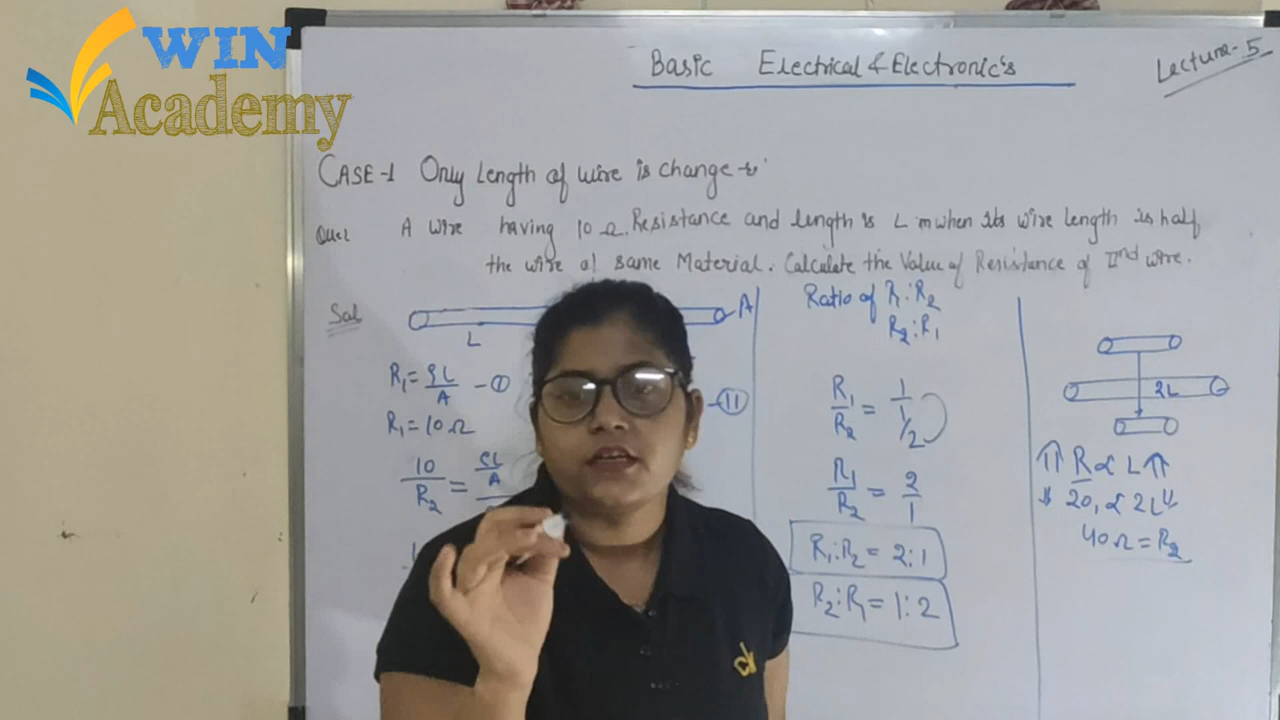 WIN
Academy
Basic Electrical & Electronic's
Lecture-5
CASE-1 Only Length of wire is change
Que1 A wire having 10 Ω. Resistance and length is L m when its wire length is half
the wire of same Material. Calculate the Value of Resistance of IInd wire.
Sol
A
L
R₁ = ρL/A - ①
R₁ = 10 Ω
10/R₂ = ρL/A
- ⑪
Ratio of R₁:R₂
R₂:R₁
R₁/R₂ = 1/1/2
R₁/R₂ = 2/1
R₁:R₂ = 2:1
R₂:R₁ = 1:2
2L
⇑ R ∝ L ⇑
⇓ 20, ∝ 2L ⇓
40Ω = R₂